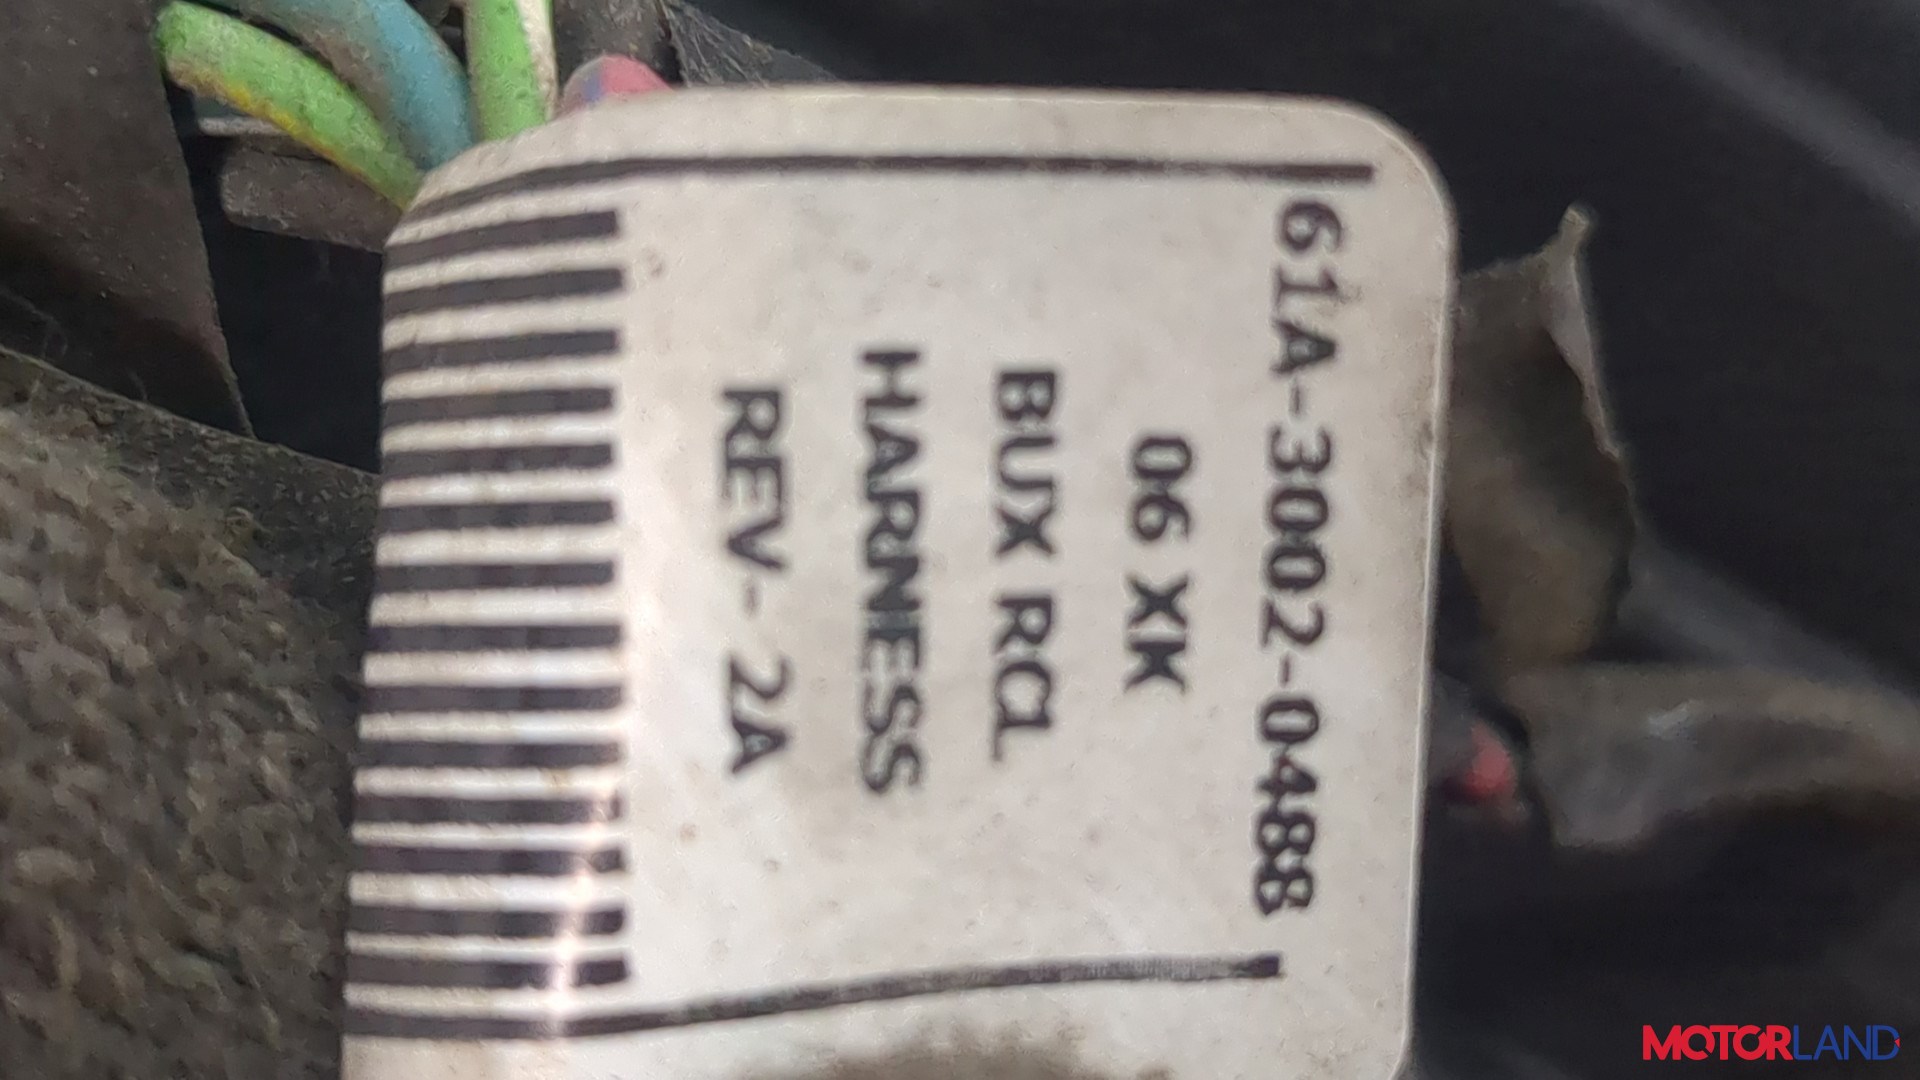 61A-3002-0488
06 XK
BUX RCL
HARNESS
REV- 2A
MOTORLAND